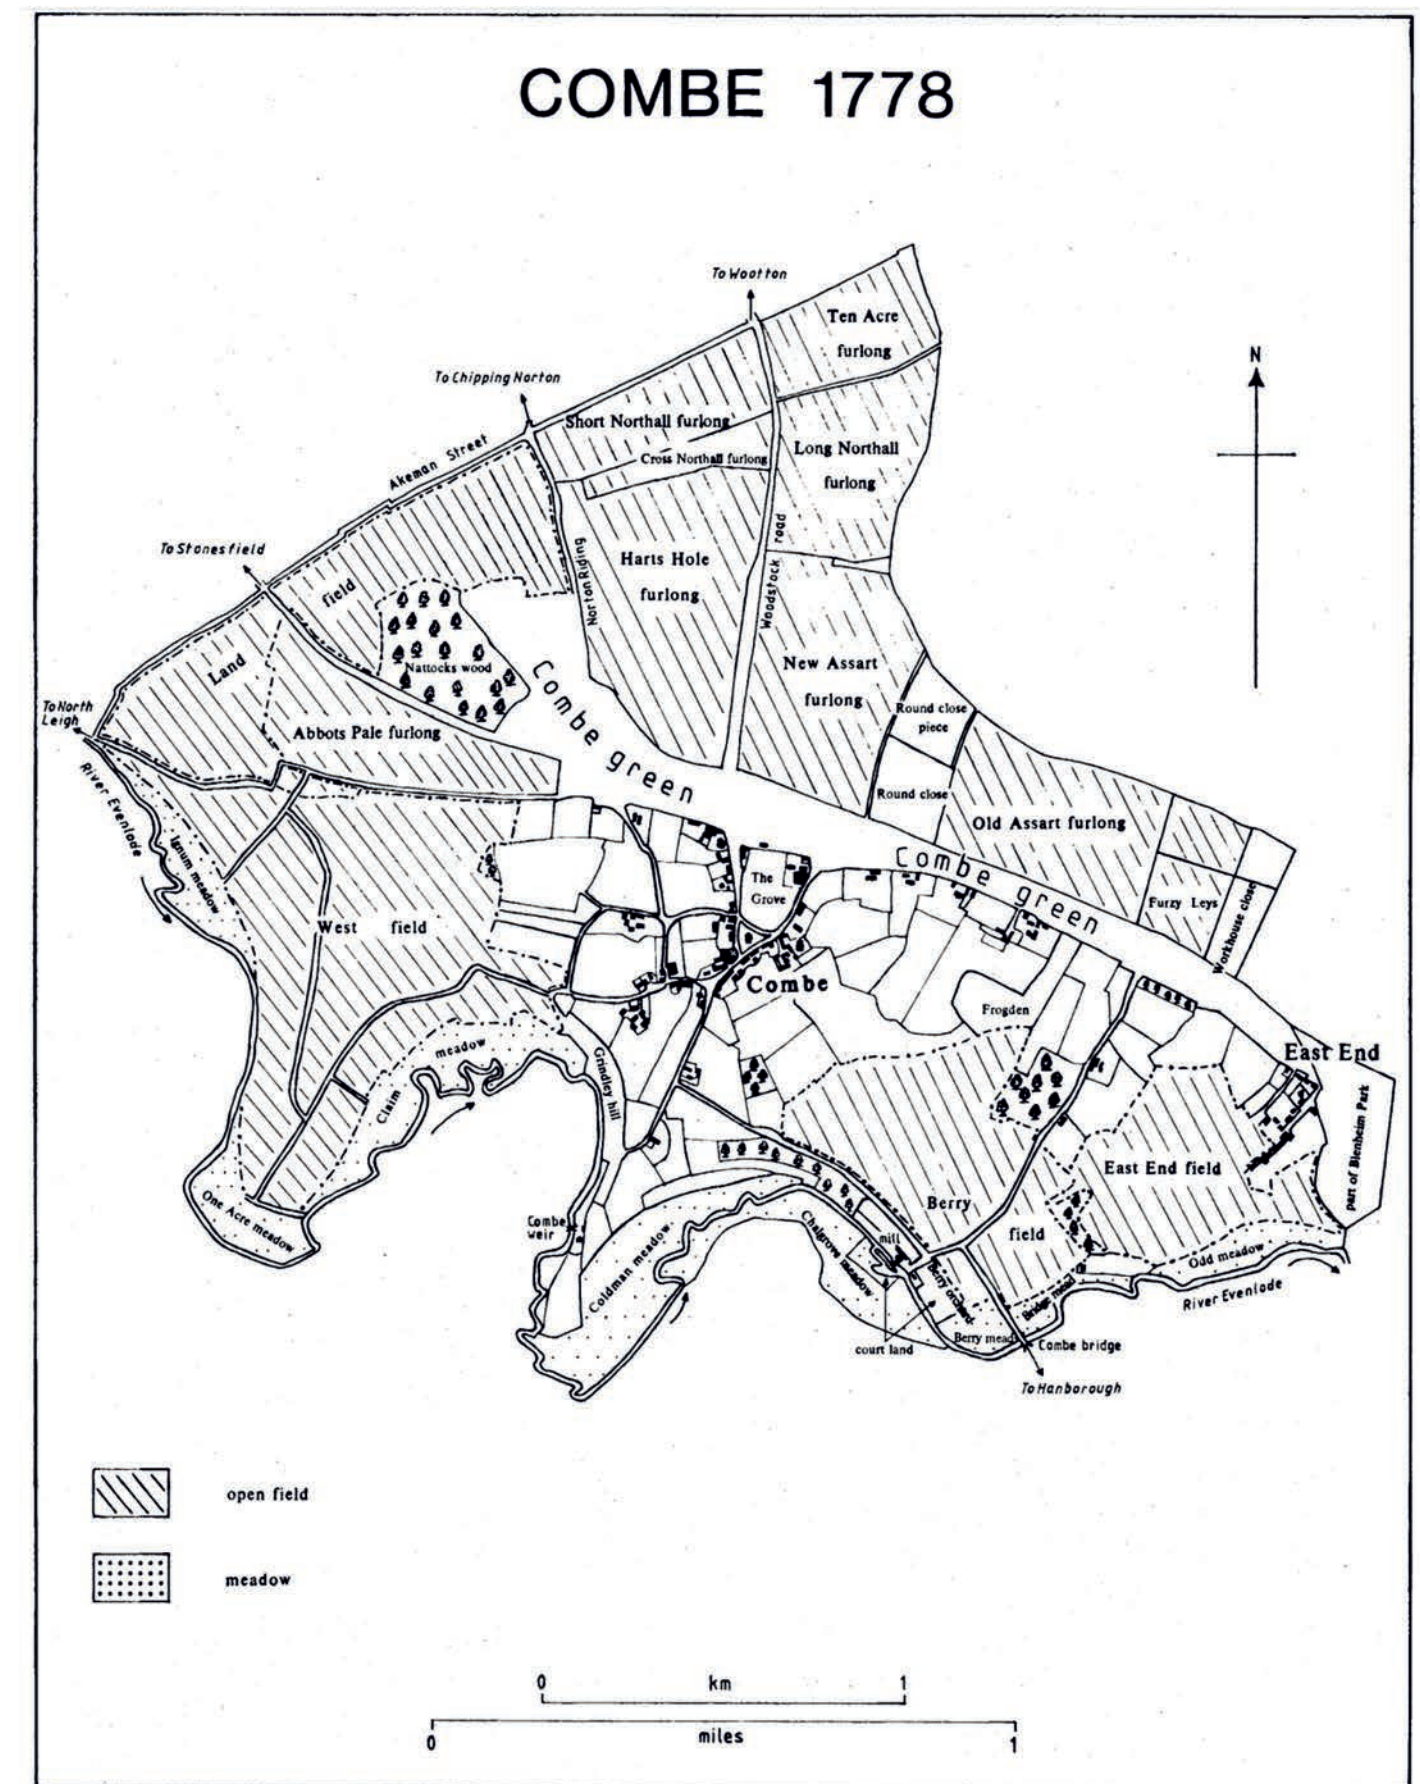 COMBE 1778
To Wootton
Ten Acre
furlong
N
To Chipping Norton
Short Northall furlong
Akeman Street
Cross Northall furlong
Long Northall
furlong
To Stonesfield
Harts Hole
furlong
Norton Riding
Woodstock road
field
Land
Nattocks wood
New Assart
furlong
Round close
piece
To North
Leigh
Abbots Pale furlong
Combe green
Round close
Old Assart furlong
River Evenlode
Ignum meadow
Combe green
The
Grove
Furzy Leys
Workhouse close
West field
Combe
Frogden
meadow
East End
Grindley hill
Claim
part of Blenheim Park
East End field
One Acre meadow
Berry
Combe
weir
Coldman meadow
Chalgrove meadow
mill
field
Odd meadow
Berry orchard
Bridge mead
River Evenlode
court land
Berry mead
Combe bridge
To Hanborough
open field
meadow
0 km 1
miles
0 1